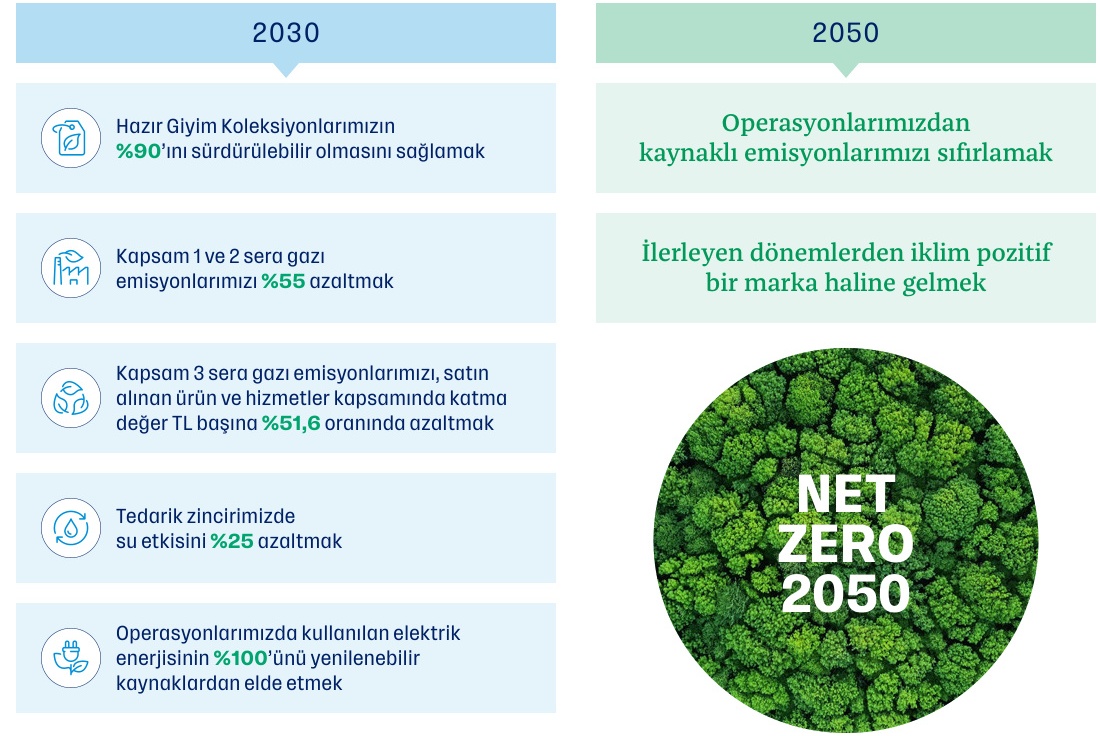 2030
Hazır Giyim Koleksiyonlarımızın
%90’ını sürdürülebilir olmasını sağlamak
Kapsam 1 ve 2 sera gazı
emisyonlarımızı %55 azaltmak
Kapsam 3 sera gazı emisyonlarımızı, satın
alınan ürün ve hizmetler kapsamında katma
değer TL başına %51,6 oranında azaltmak
Tedarik zincirimizde
su etkisini %25 azaltmak
Operasyonlarımızda kullanılan elektrik
enerjisinin %100’ünü yenilenebilir
kaynaklardan elde etmek
2050
Operasyonlarımızdan
kaynaklı emisyonlarımızı sıfırlamak
İlerleyen dönemlerden iklim pozitif
bir marka haline gelmek
NET
ZERO
2050